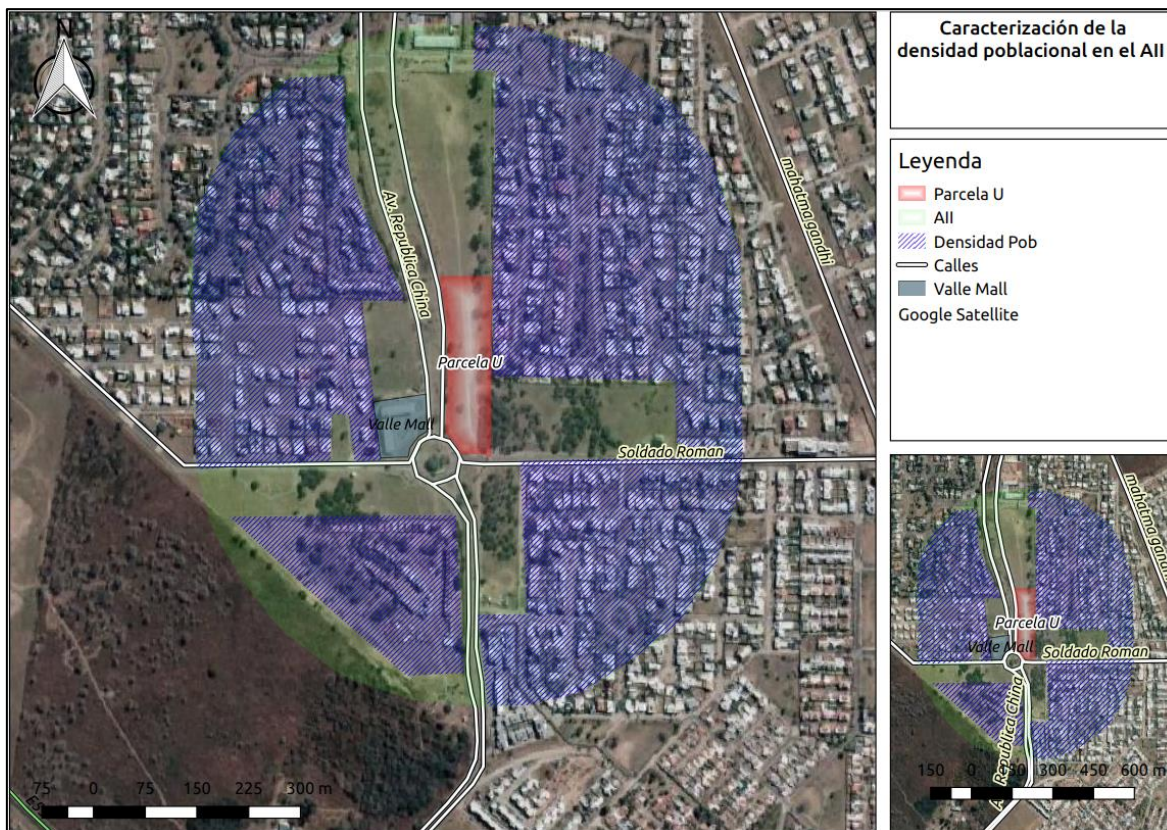 Caracterización de la
densidad poblacional en el AII
N
mahatma gandhi
Av. Republica China
Parcela U
Valle Mall
Soldado Roman
75 0 75 150 225 300 m
Leyenda
Parcela U
AII
Densidad Pob
Calles
Valle Mall
Google Satellite
Parcela U
Valle Mall
Soldado Roman
Av. Republica China
150 0 150 300 450 600 m